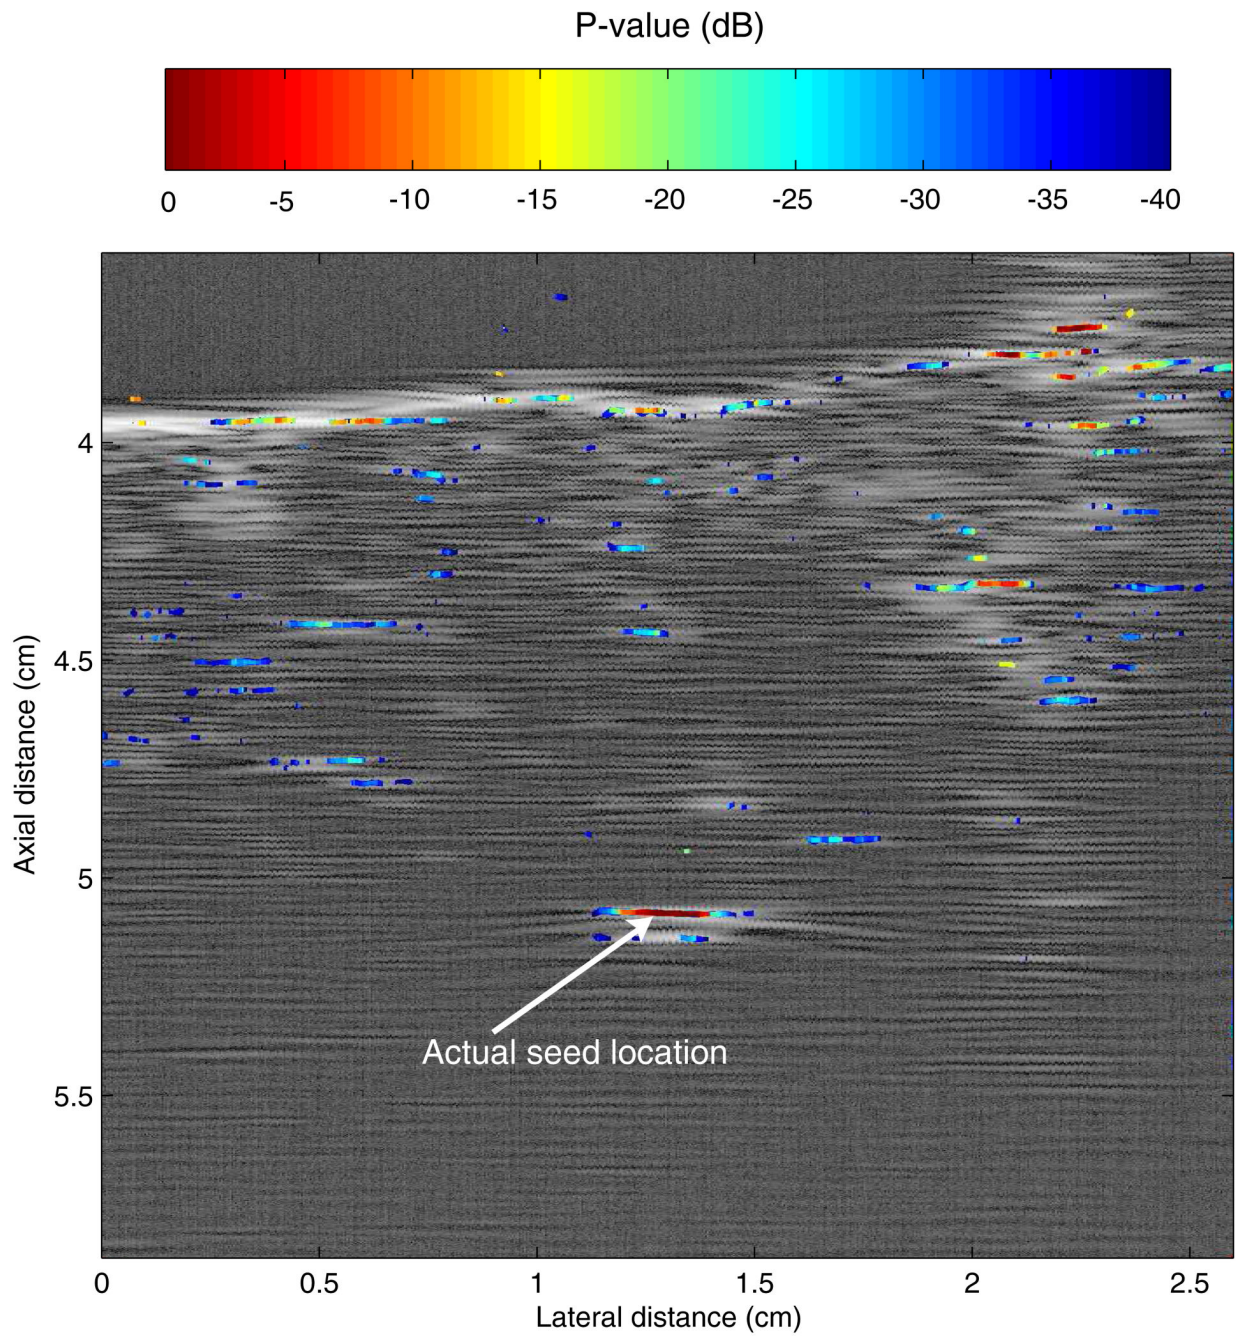 P-value (dB)
0 -5 -10 -15 -20 -25 -30 -35 -40
4
4.5
5
5.5
Axial distance (cm)
Actual seed location
0 0.5 1 1.5 2 2.5
Lateral distance (cm)